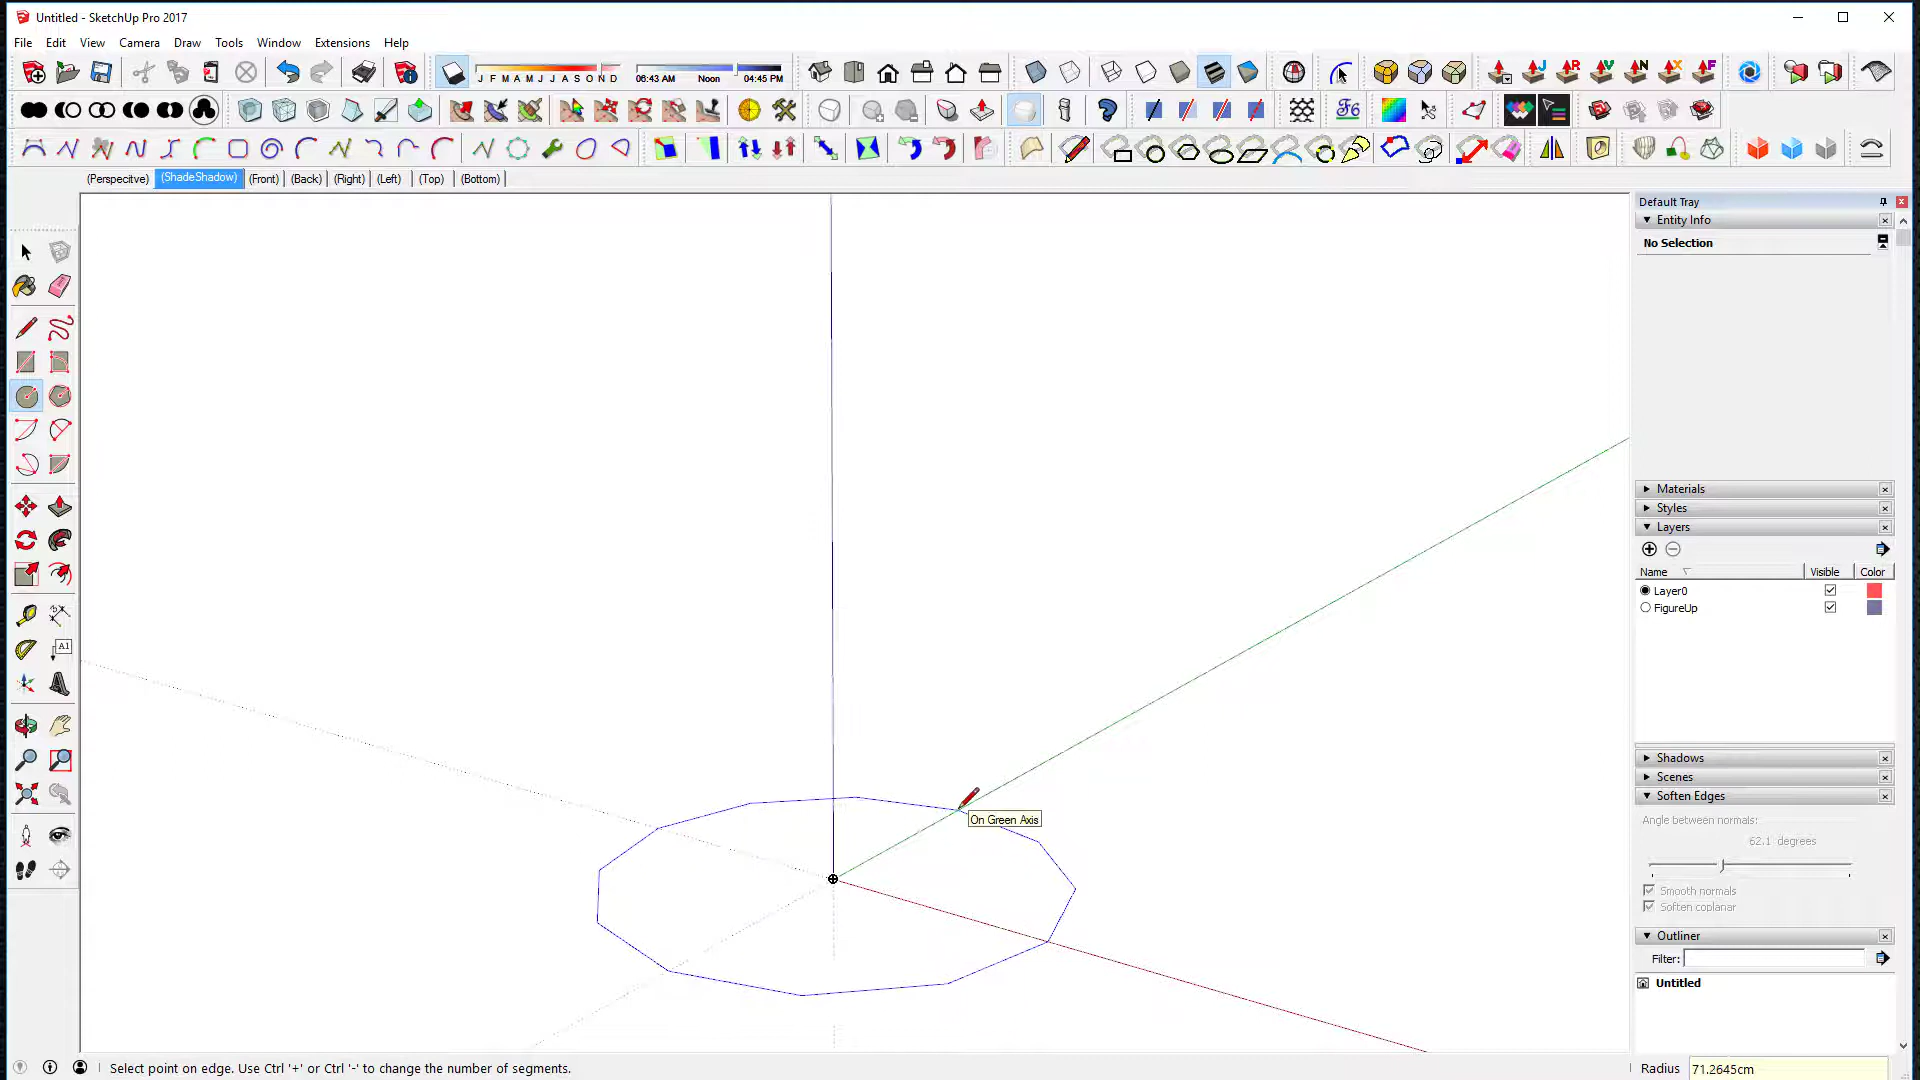 Untitled - SketchUp Pro 2017
File Edit View Camera Draw Tools Window Extensions Help
J F M A M J J A S O N D 06:43 AM Noon 04:45 PM
J R V N X F
F6
(Perspecitve) (ShadeShadow) (Front) (Back) (Right) (Left) (Top) (Bottom)
Default Tray
Entity Info
No Selection
A1
Materials
Styles
Layers
Name Visible Color
Layer0
FigureUp
Shadows
Scenes
Soften Edges
Angle between normals:
62.1 degrees
Smooth normals
Soften coplanar
Outliner
Filter:
Untitled
On Green Axis
Select point on edge. Use Ctrl '+' or Ctrl '-' to change the number of segments.
Radius 71.2645cm